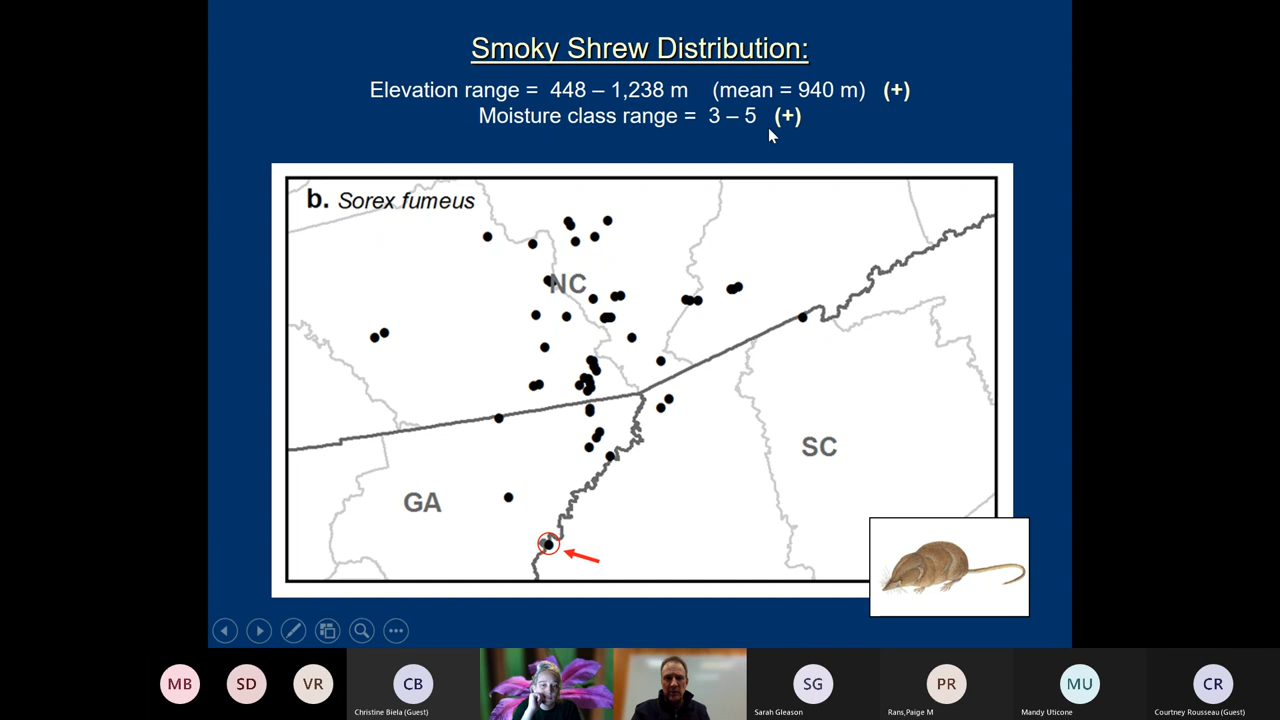 Smoky Shrew Distribution:
Elevation range = 448 – 1,238 m (mean = 940 m) (+)
Moisture class range = 3 – 5 (+)
b. Sorex fumeus
NC
SC
GA
MB
SD
VR
CB
Christine Biela (Guest)
SG
Sarah Gleason
PR
Rans,Paige M
MU
Mandy Uticone
CR
Courtney Rousseau (Guest)